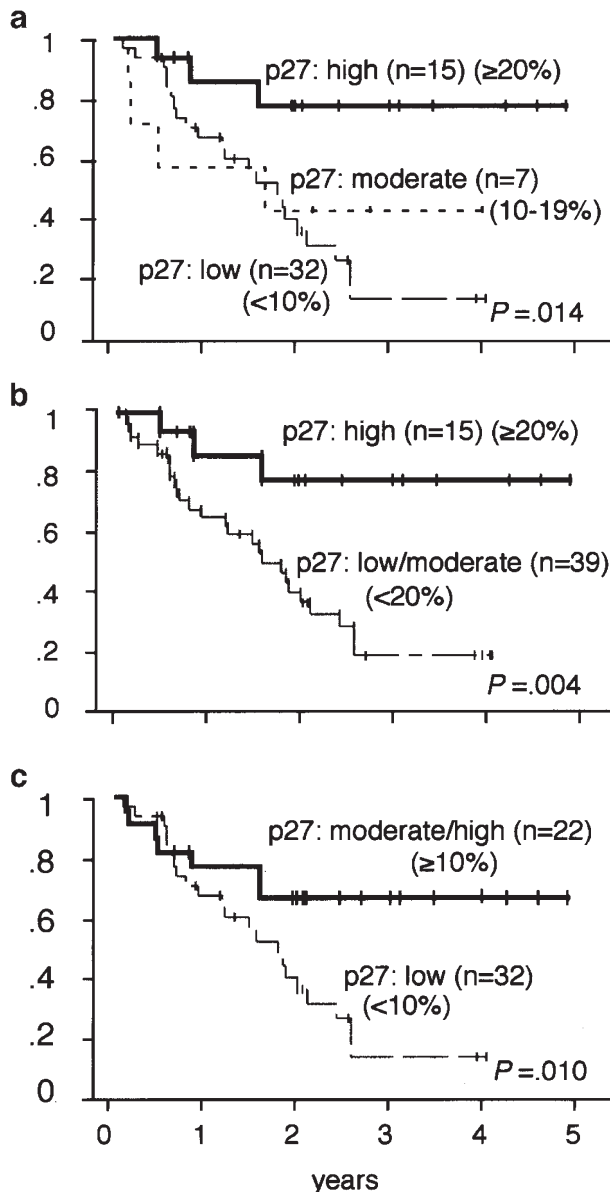 a
1
.8
.6
.4
.2
0
p27: high (n=15) (≥20%)
p27: moderate (n=7)
(10-19%)
p27: low (n=32)
(<10%)
P =.014
b
1
.8
.6
.4
.2
0
p27: high (n=15) (≥20%)
p27: low/moderate (n=39)
(<20%)
P =.004
c
1
.8
.6
.4
.2
0
p27: moderate/high (n=22)
(≥10%)
p27: low (n=32)
(<10%)
P =.010
0 1 2 3 4 5
years